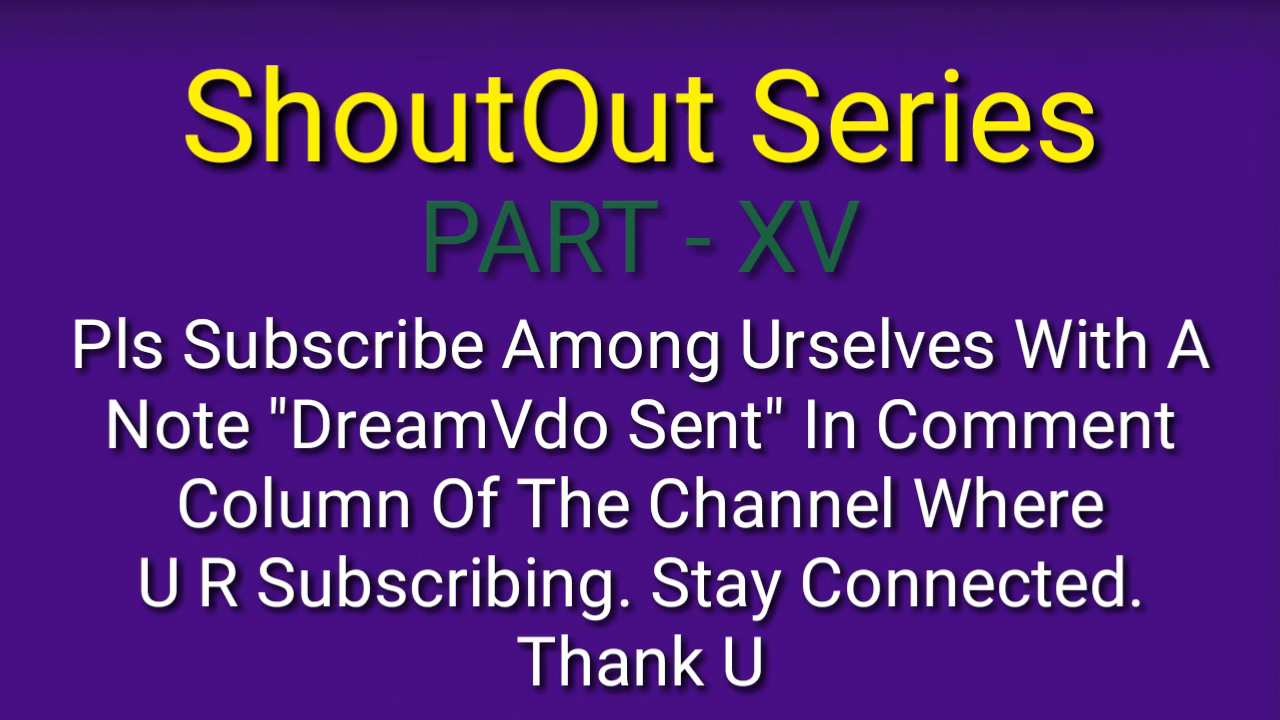 ShoutOut Series
PART - XV
Pls Subscribe Among Urselves With A
Note "DreamVdo Sent" In Comment
Column Of The Channel Where
U R Subscribing. Stay Connected.
Thank U